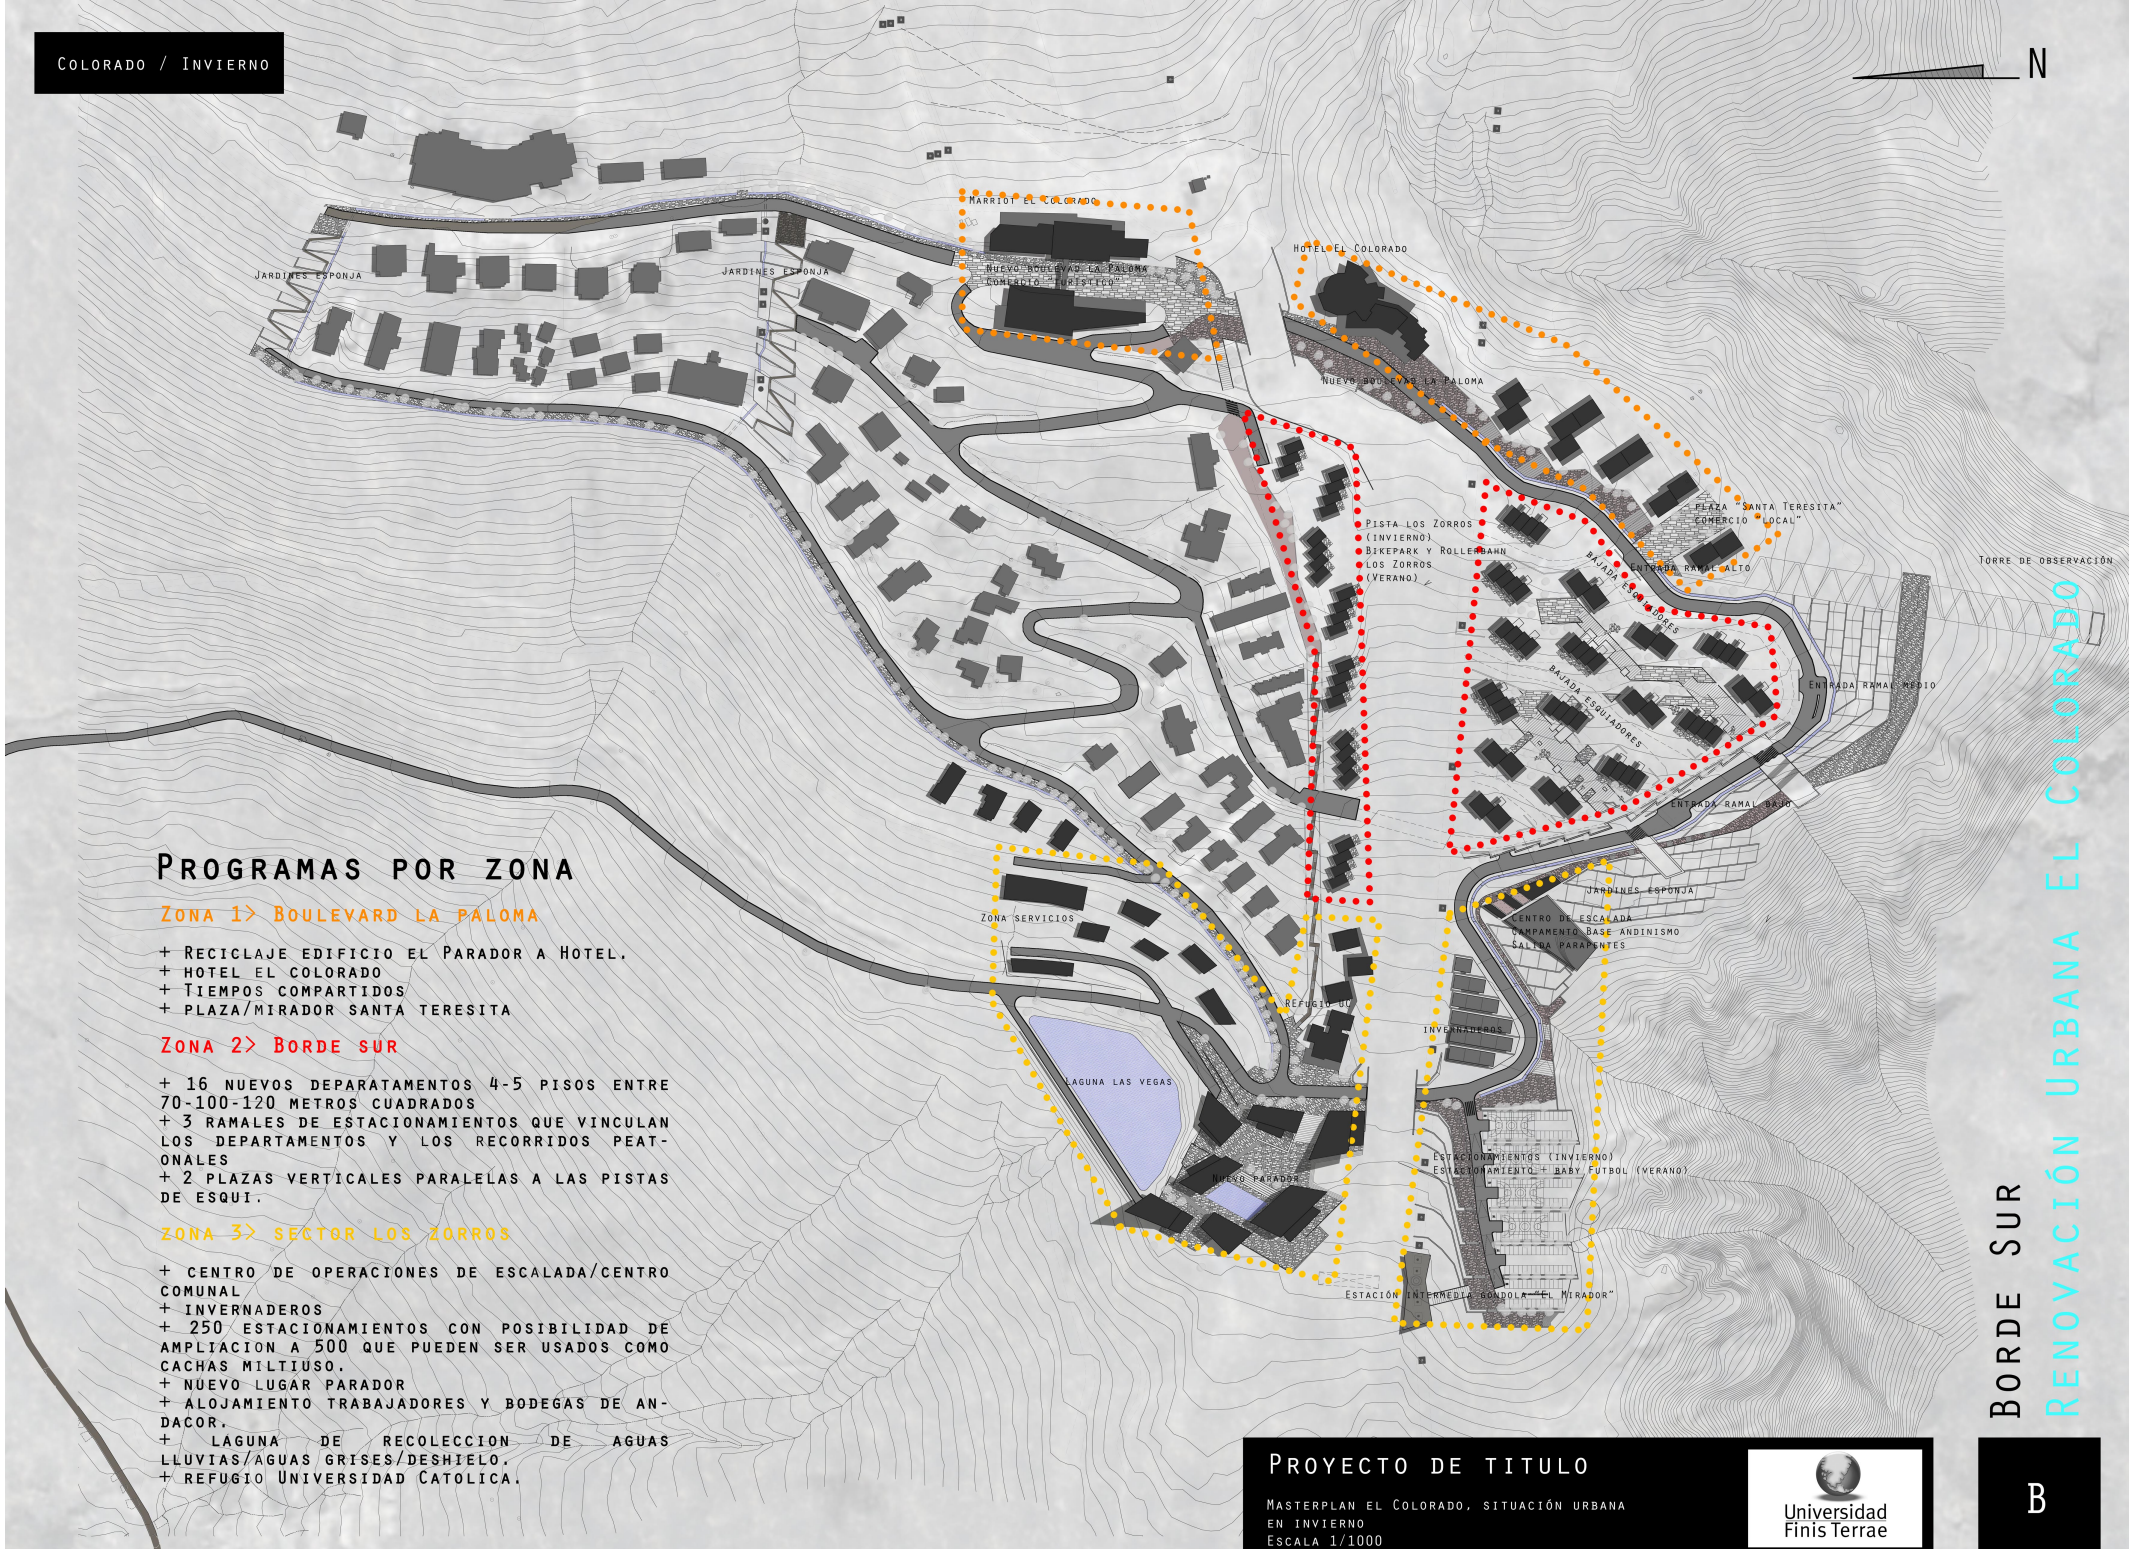 Colorado / Invierno
N
Marriot el Colorado
Hotel El Colorado
Jardines esponja
Jardines esponja
Nuevo boulevad la Paloma
Comercio "Turistico"
Nuevo boulevad la Paloma
Plaza "Santa Teresita"
Comercio "local"
Pista los Zorros
(invierno)
Bikepark y Rollerbahn
los Zorros
(Verano)
Bajada esquiadores
Entrada ramal alto
Torre de observación
Bajada esquiadores
Entrada ramal medio
Entrada ramal bajo
Jardines esponja
Centro de escalada
Campamento Base andinismo
Salida parapentes
Zona servicios
REfugio UC
invernaderos
Laguna las vegas
Nuevo parador
Estacionamientos (invierno)
Estacionamiento + baby futbol (verano)
Estación intermedia góndola "El Mirador"
Programas por zona
Zona 1> Boulevard la paloma
+ Reciclaje edificio el Parador a Hotel.
+ hotel el colorado
+ Tiempos compartidos
+ plaza/mirador santa teresita
Zona 2> Borde sur
+ 16 nuevos deparatamentos 4-5 pisos entre
70-100-120 metros cuadrados
+ 3 ramales de estacionamientos que vinculan
los departamentos y los recorridos peat-
onales
+ 2 plazas verticales paralelas a las pistas
de esqui.
zona 3> sector los zorros
+ centro de operaciones de escalada/centro
comunal
+ invernaderos
+ 250 estacionamientos con posibilidad de
ampliacion a 500 que pueden ser usados como
cachas miltiuso.
+ nuevo lugar parador
+ alojamiento trabajadores y bodegas de an-
dacor.
+ laguna de recoleccion de aguas
lluvias/aguas grises/deshielo.
+ refugio Universidad Catolica.
Borde Sur
Renovación Urbana El Colorado
Proyecto de titulo
Masterplan el Colorado, situación urbana
en invierno
Escala 1/1000
Universidad
Finis Terrae
B